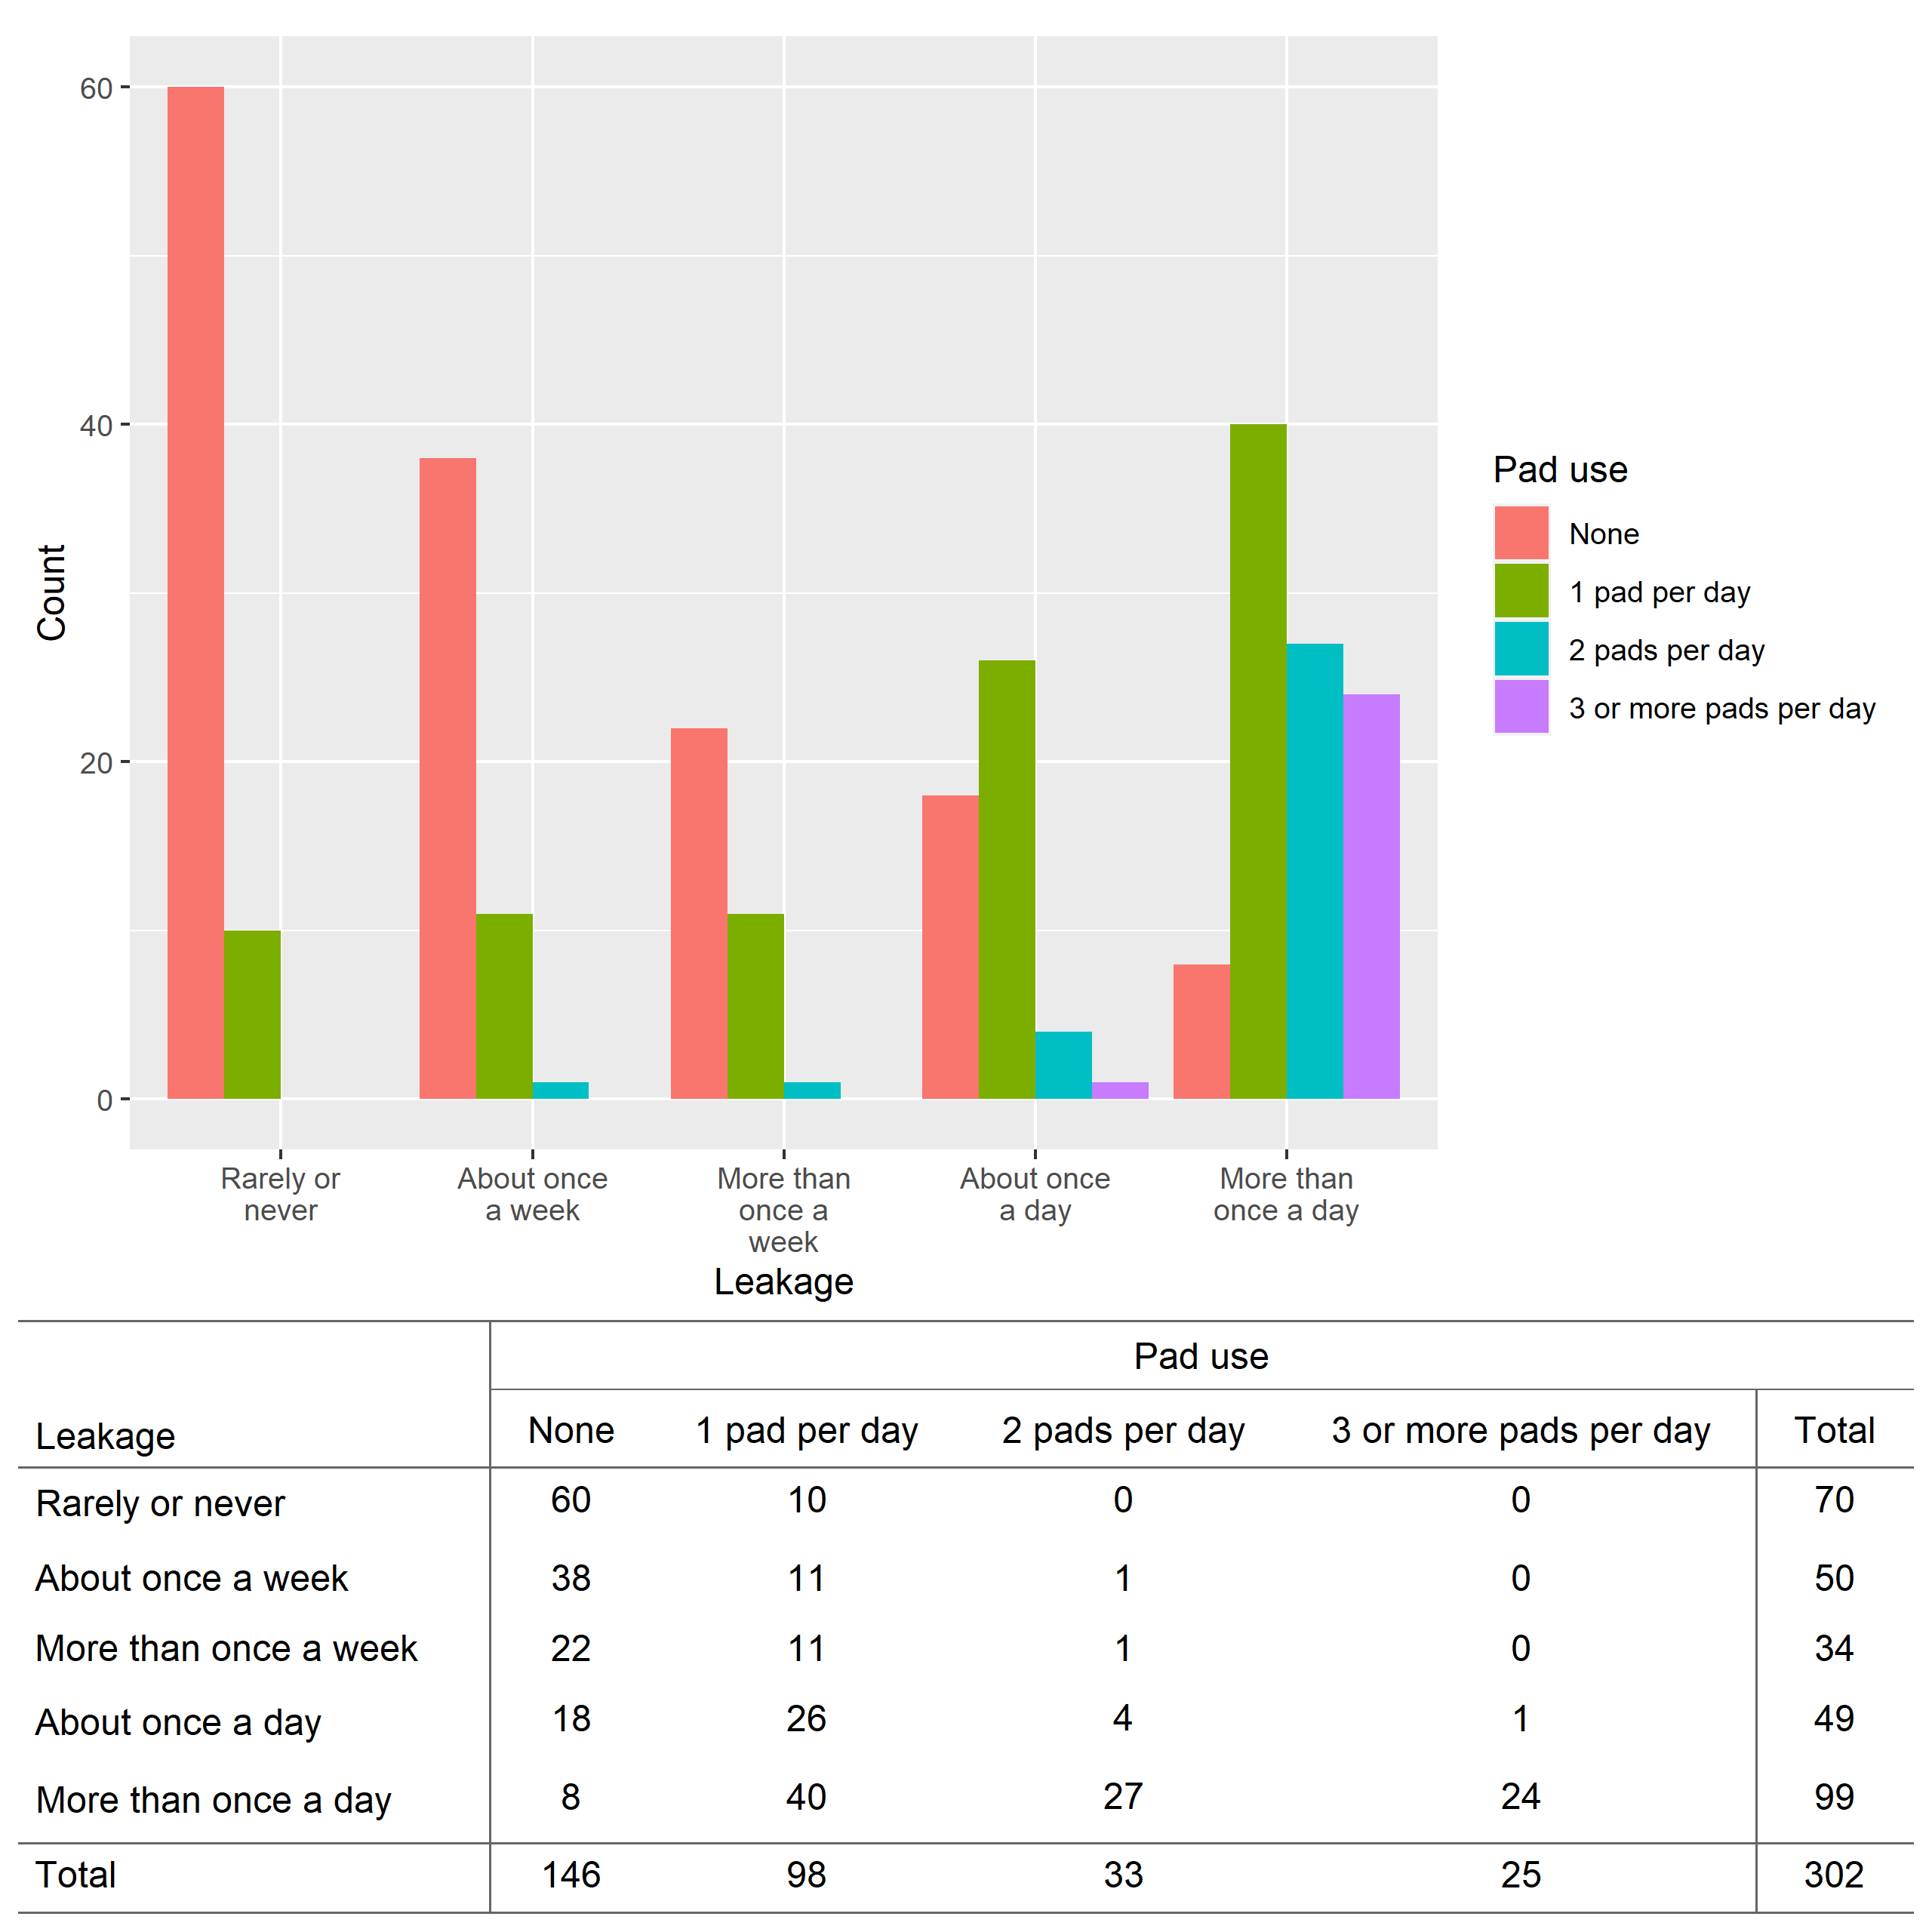 60
40
20
0
Count
Rarely or
never
About once
a week
More than
once a
week
About once
a day
More than
once a day
Leakage
Pad use
None
1 pad per day
2 pads per day
3 or more pads per day
Pad use
Leakage None 1 pad per day 2 pads per day 3 or more pads per day Total
Rarely or never 60 10 0 0 70
About once a week 38 11 1 0 50
More than once a week 22 11 1 0 34
About once a day 18 26 4 1 49
More than once a day 8 40 27 24 99
Total 146 98 33 25 302